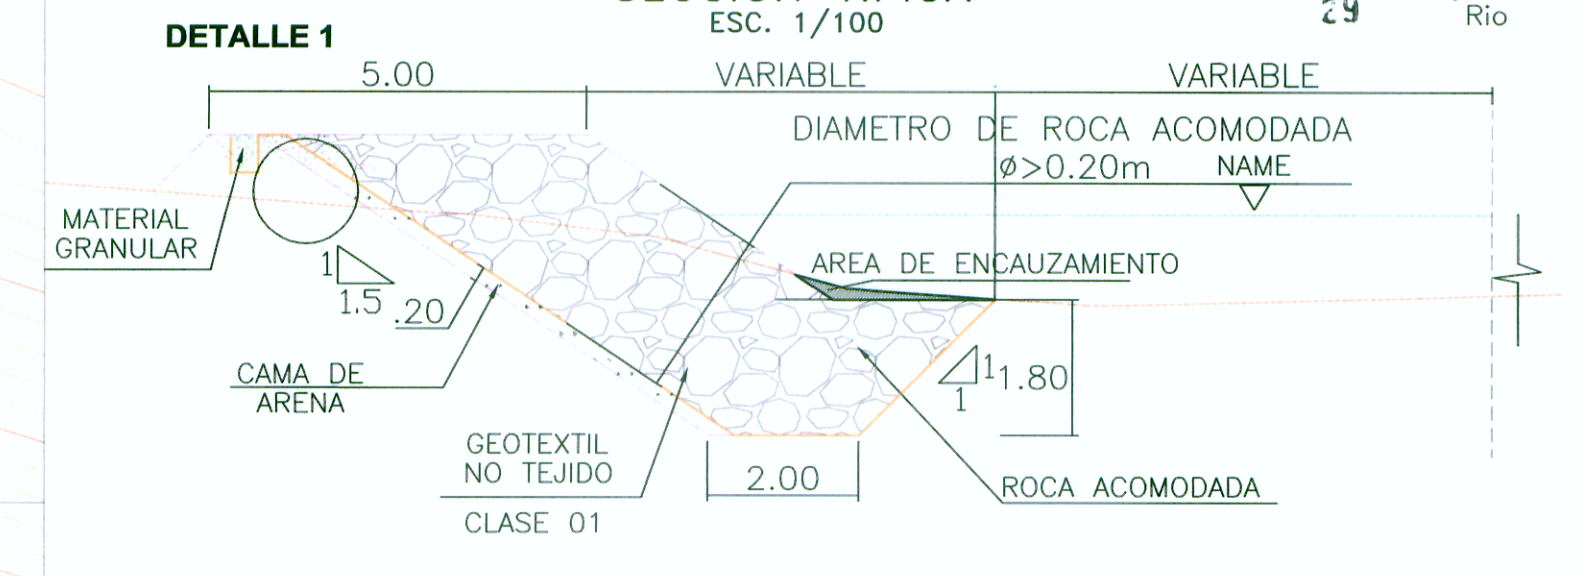 ESC. 1/100
29
Rio
DETALLE 1
5.00
VARIABLE
VARIABLE
DIAMETRO DE ROCA ACOMODADA
Ø>0.20m
NAME
MATERIAL
GRANULAR
AREA DE ENCAUZAMIENTO
1
1.5
.20
CAMA DE
ARENA
1
1
1.80
GEOTEXTIL
NO TEJIDO
CLASE 01
2.00
ROCA ACOMODADA